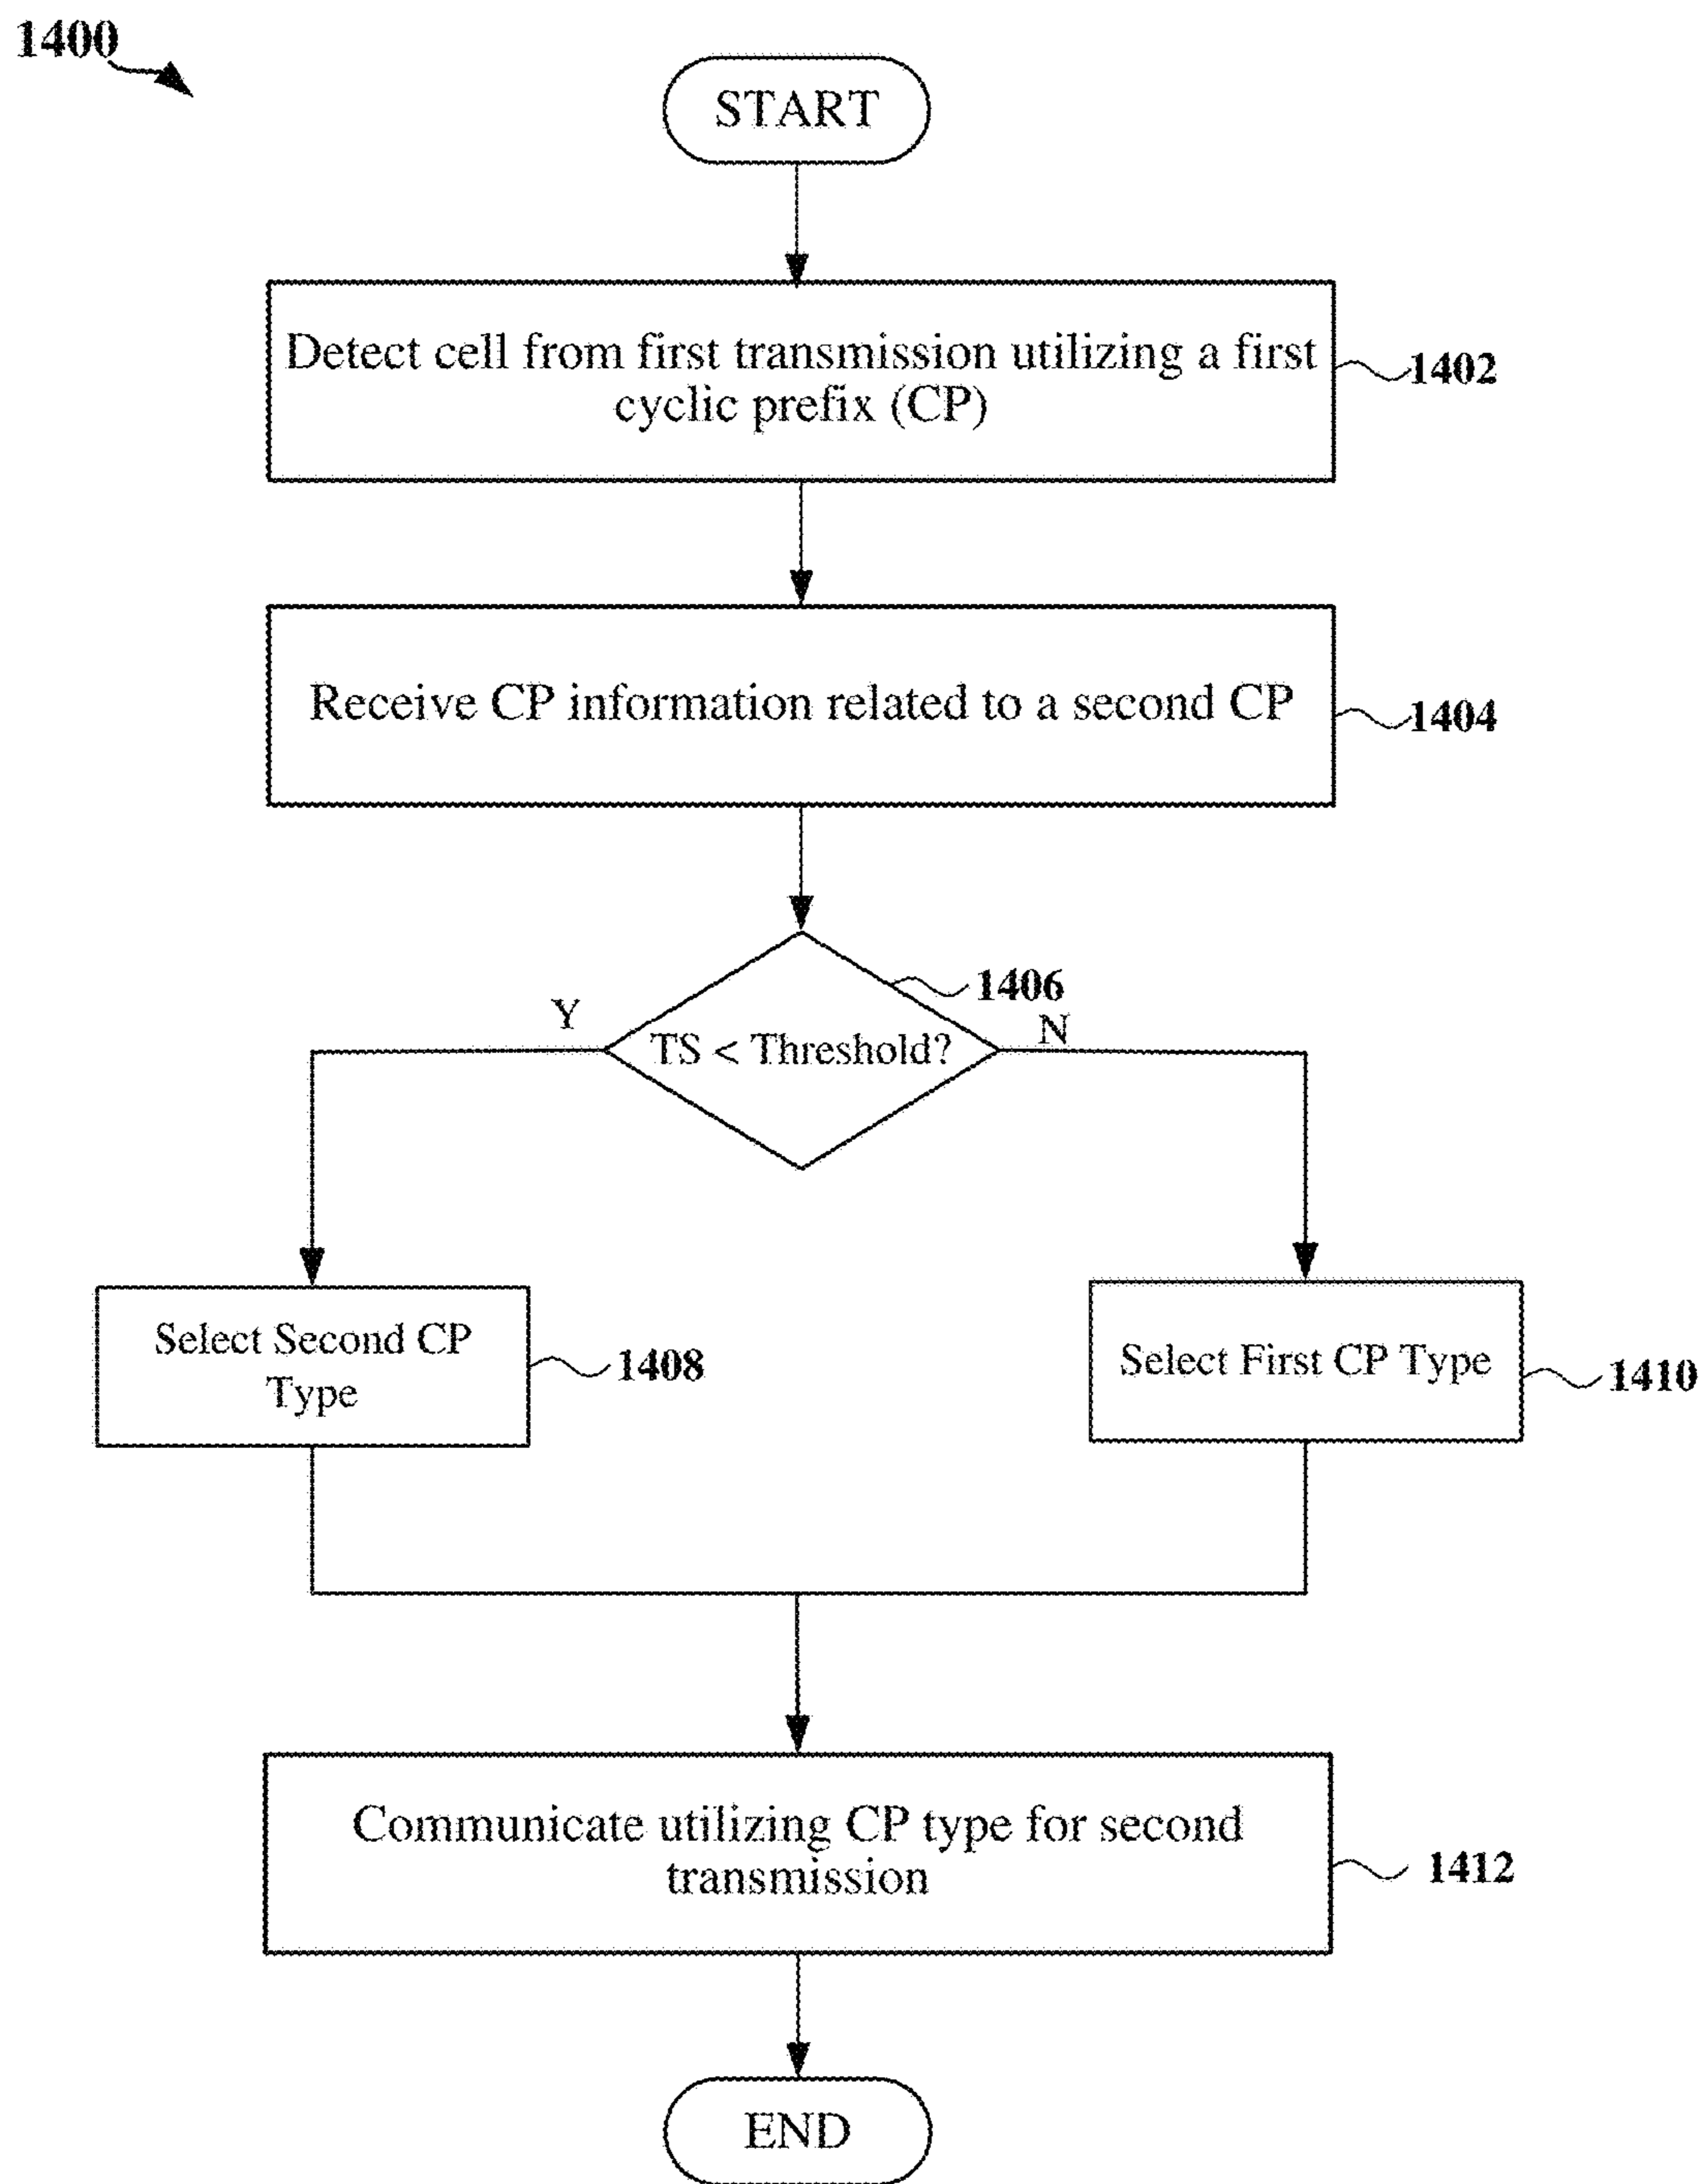 1400
START
Detect cell from first transmission utilizing a first
cyclic prefix (CP)
1402
Receive CP information related to a second CP
1404
1406
Y
N
TS < Threshold?
Select Second CP
Type
1408
Select First CP Type
1410
Communicate utilizing CP type for second
transmission
1412
END